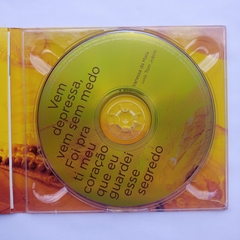 Vem
depressa,
vem sem medo
Foi pra
ti meu
coração
que eu
guardei
esse
segredo